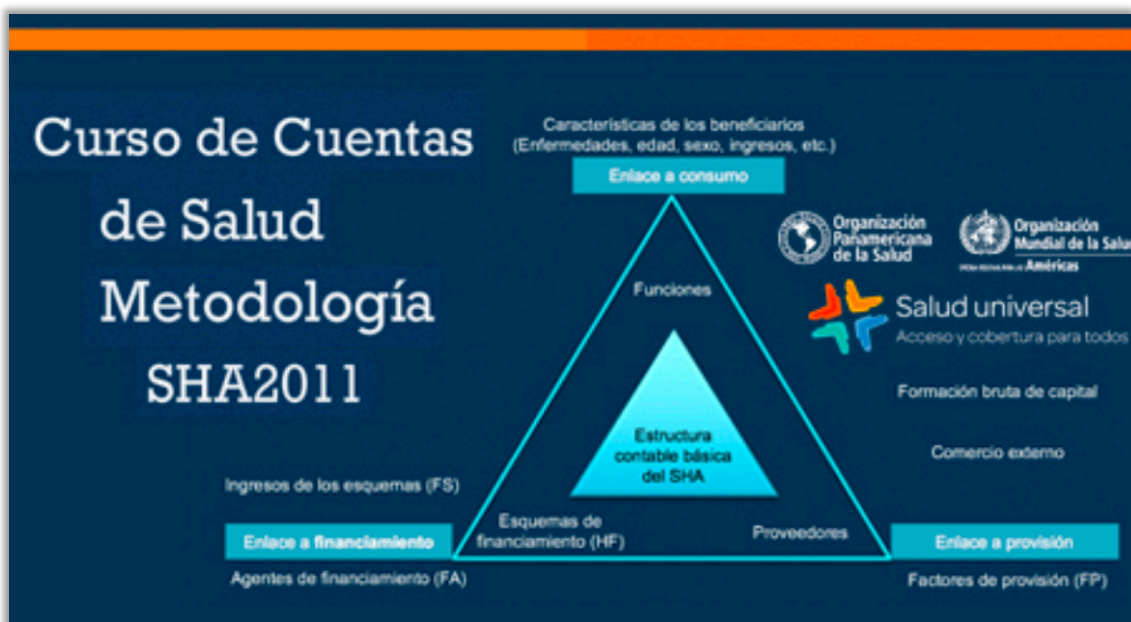 Curso de Cuentas
de Salud
Metodología
SHA2011
Características de los beneficiarios
(Enfermedades, edad, sexo, ingresos, etc.)
Enlace a consumo
Organización
Panamericana
de la Salud
Organización
Mundial de la Salud
Américas
Funciones
Salud universal
Acceso y cobertura para todos
Formación bruta de capital
Comercio externo
Estructura
contable básica
del SHA
Ingresos de los esquemas (FS)
Esquemas de
financiamiento (HF)
Proveedores
Enlace a financiamiento
Enlace a provisión
Agentes de financiamiento (FA)
Factores de provisión (FP)